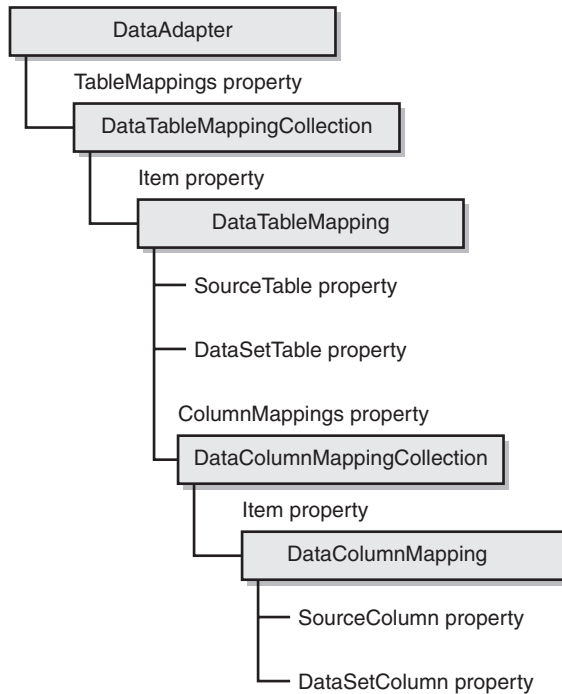 DataAdapter
TableMappings property
DataTableMappingCollection
Item property
DataTableMapping
SourceTable property
DataSetTable property
ColumnMappings property
DataColumnMappingCollection
Item property
DataColumnMapping
SourceColumn property
DataSetColumn property